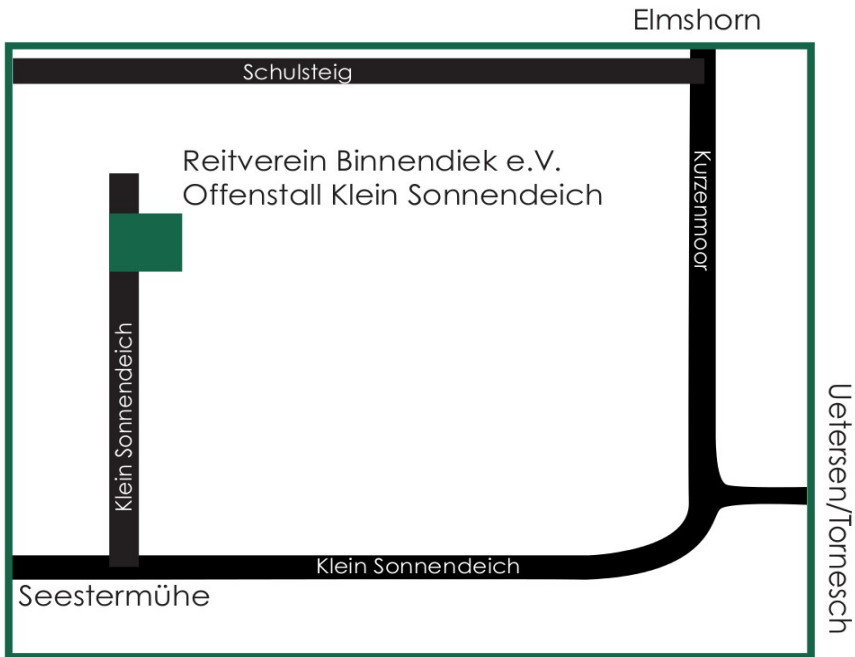 Elmshorn
Schulsteig
Reitverein Binnendiek e.V.
Offenstall Klein Sonnendeich
Kurzenmoor
Klein Sonnendeich
Uetersen/Tornesch
Klein Sonnendeich
Seestermühe